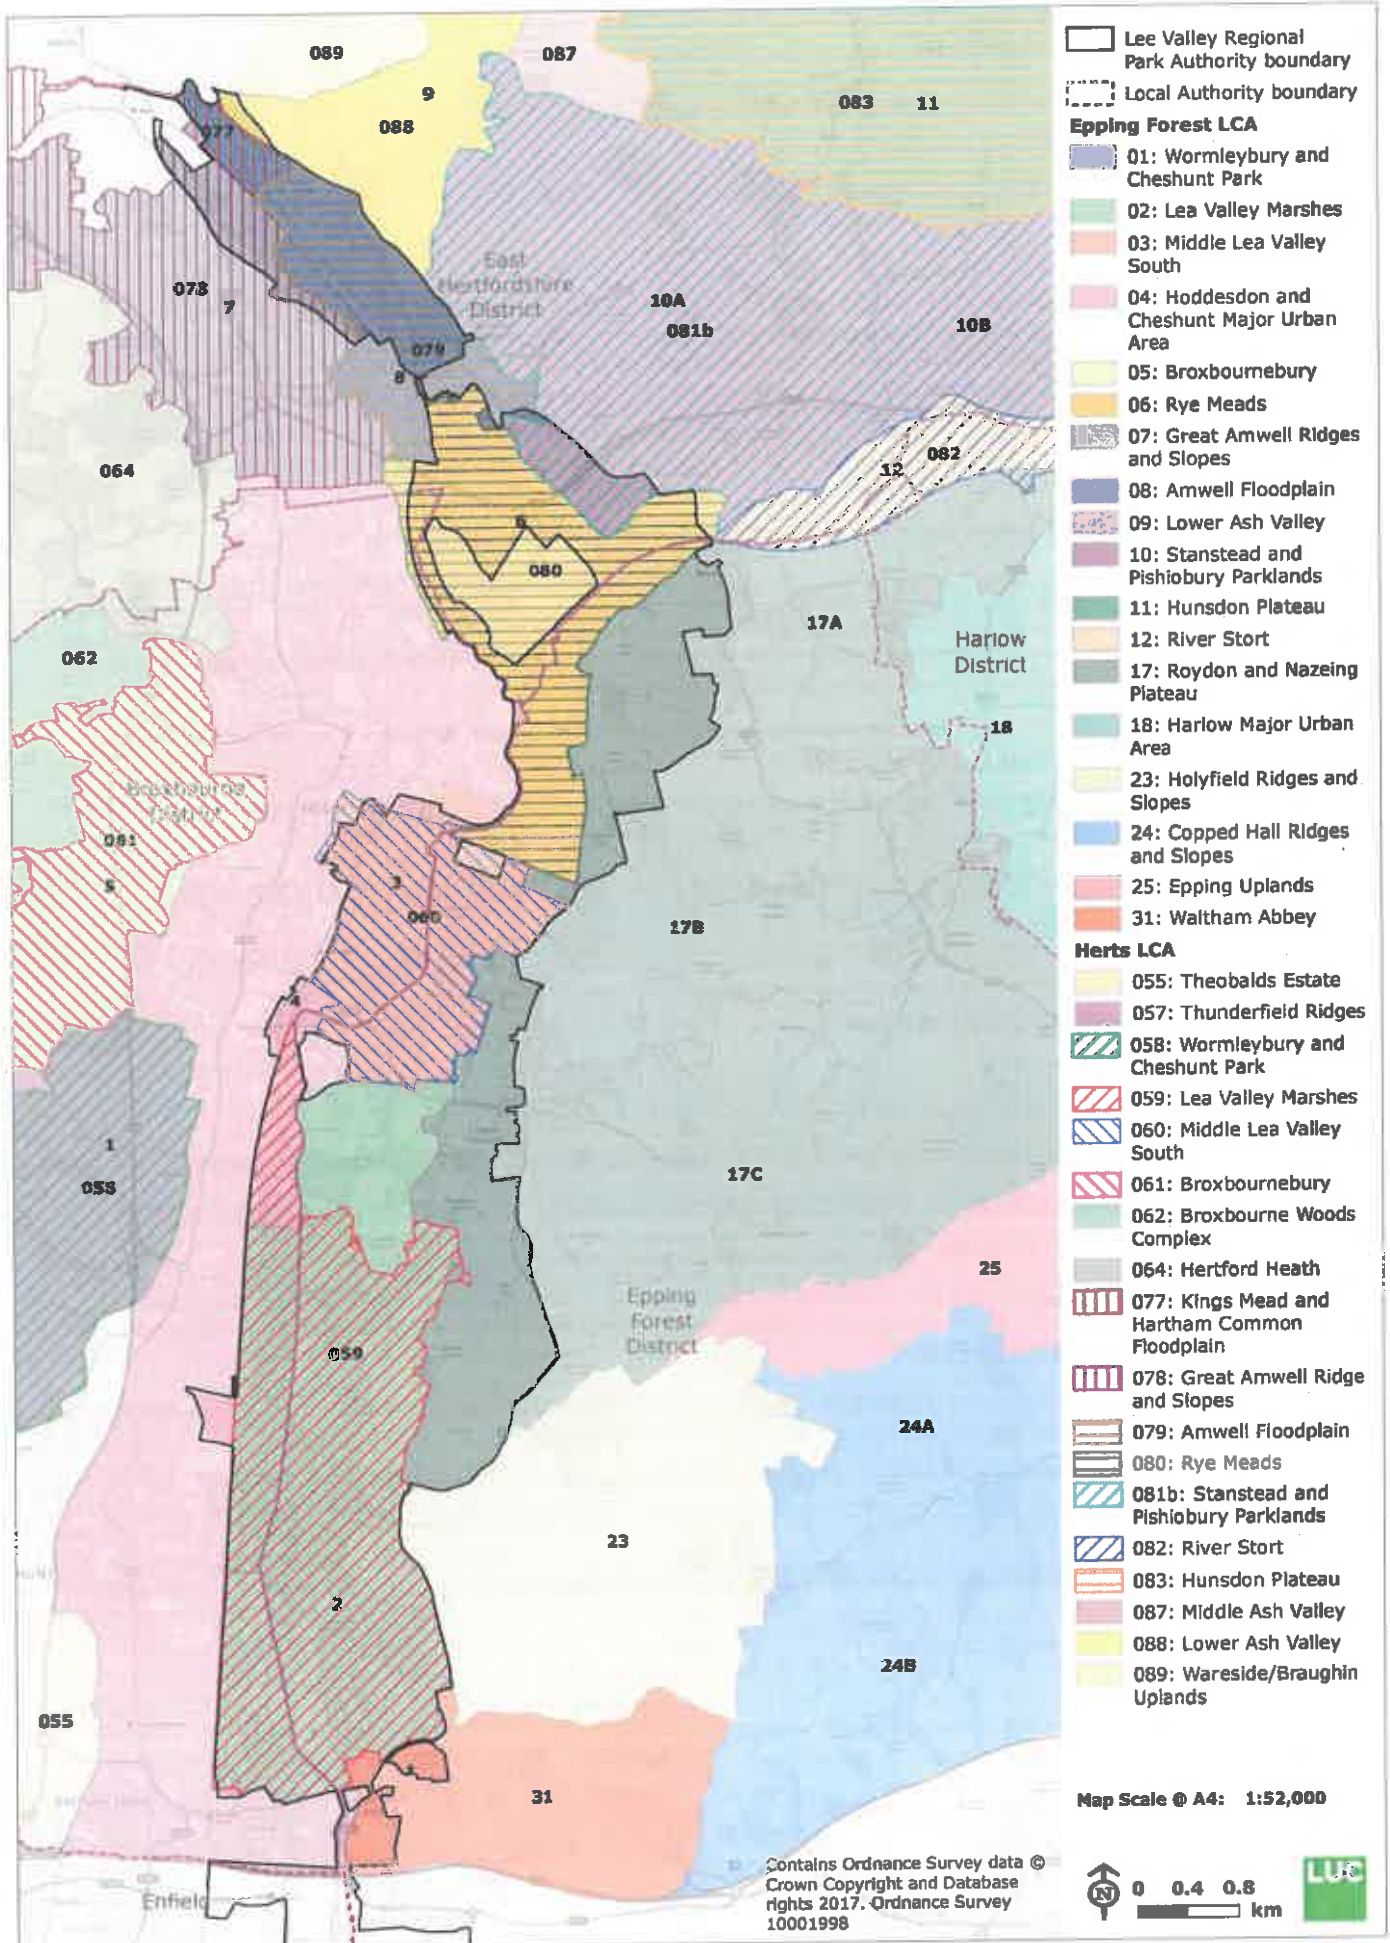 089
087
9
088
083
11
077
East
Hertfordshire
District
078
7
10A
081b
10B
079
8
064
082
12
6
080
17A
Harlow
District
062
18
Broxbourne
District
061
5
3
060
17B
4
1
058
17C
25
Epping
Forest
District
059
24A
23
2
24B
055
31
Enfield
Contains Ordnance Survey data ©
Crown Copyright and Database
rights 2017. Ordnance Survey
10001998
Lee Valley Regional
Park Authority boundary
Local Authority boundary
Epping Forest LCA
01: Wormleybury and
Cheshunt Park
02: Lea Valley Marshes
03: Middle Lea Valley
South
04: Hoddesdon and
Cheshunt Major Urban
Area
05: Broxbournebury
06: Rye Meads
07: Great Amwell Ridges
and Slopes
08: Amwell Floodplain
09: Lower Ash Valley
10: Stanstead and
Pishiobury Parklands
11: Hunsdon Plateau
12: River Stort
17: Roydon and Nazeing
Plateau
18: Harlow Major Urban
Area
23: Holyfield Ridges and
Slopes
24: Copped Hall Ridges
and Slopes
25: Epping Uplands
31: Waltham Abbey
Herts LCA
055: Theobalds Estate
057: Thunderfield Ridges
058: Wormleybury and
Cheshunt Park
059: Lea Valley Marshes
060: Middle Lea Valley
South
061: Broxbournebury
062: Broxbourne Woods
Complex
064: Hertford Heath
077: Kings Mead and
Hartham Common
Floodplain
078: Great Amwell Ridge
and Slopes
079: Amwell Floodplain
080: Rye Meads
081b: Stanstead and
Pishiobury Parklands
082: River Stort
083: Hunsdon Plateau
087: Middle Ash Valley
088: Lower Ash Valley
089: Wareside/Braughin
Uplands
Map Scale @ A4: 1:52,000
N
0 0.4 0.8
km
LUC